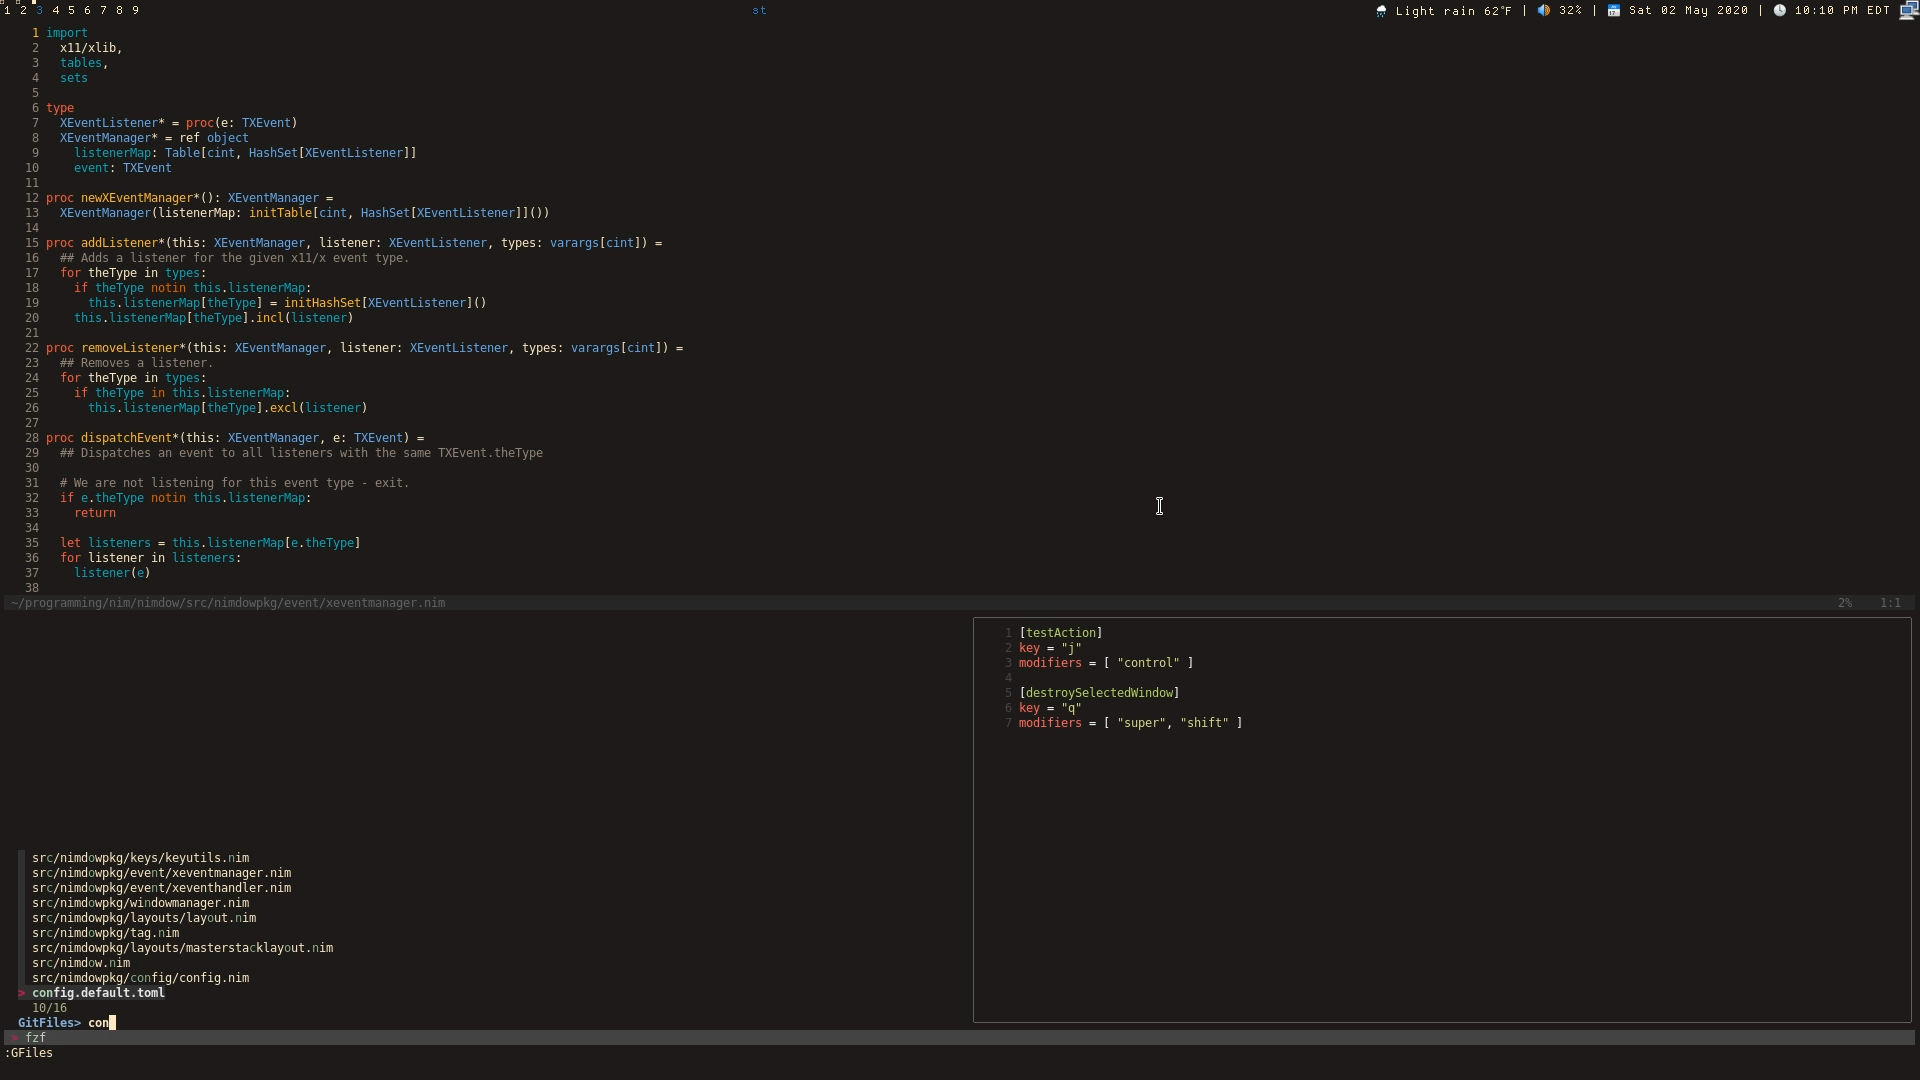 1 2 3 4 5 6 7 8 9 st Light rain 62°F | 32% | Sat 02 May 2020 | 10:10 PM EDT
1 import
2   x11/xlib,
3   tables,
4   sets
5
6 type
7   XEventListener* = proc(e: TXEvent)
8   XEventManager* = ref object
9     listenerMap: Table[cint, HashSet[XEventListener]]
10     event: TXEvent
11
12 proc newXEventManager*(): XEventManager =
13   XEventManager(listenerMap: initTable[cint, HashSet[XEventListener]]())
14
15 proc addListener*(this: XEventManager, listener: XEventListener, types: varargs[cint]) =
16   ## Adds a listener for the given x11/x event type.
17   for theType in types:
18     if theType notin this.listenerMap:
19       this.listenerMap[theType] = initHashSet[XEventListener]()
20     this.listenerMap[theType].incl(listener)
21
22 proc removeListener*(this: XEventManager, listener: XEventListener, types: varargs[cint]) =
23   ## Removes a listener.
24   for theType in types:
25     if theType in this.listenerMap:
26       this.listenerMap[theType].excl(listener)
27
28 proc dispatchEvent*(this: XEventManager, e: TXEvent) =
29   ## Dispatches an event to all listeners with the same TXEvent.theType
30
31   # We are not listening for this event type - exit.
32   if e.theType notin this.listenerMap:
33     return
34
35   let listeners = this.listenerMap[e.theType]
36   for listener in listeners:
37     listener(e)
38
~/programming/nim/nimdow/src/nimdowpkg/event/xeventmanager.nim 2% 1:1
1 [testAction]
2 key = "j"
3 modifiers = [ "control" ]
4
5 [destroySelectedWindow]
6 key = "q"
7 modifiers = [ "super", "shift" ]
src/nimdowpkg/keys/keyutils.nim
src/nimdowpkg/event/xeventmanager.nim
src/nimdowpkg/event/xeventhandler.nim
src/nimdowpkg/windowmanager.nim
src/nimdowpkg/layouts/layout.nim
src/nimdowpkg/tag.nim
src/nimdowpkg/layouts/masterstacklayout.nim
src/nimdow.nim
src/nimdowpkg/config/config.nim
> config.default.toml
10/16
GitFiles> con
> fzf
:GFiles